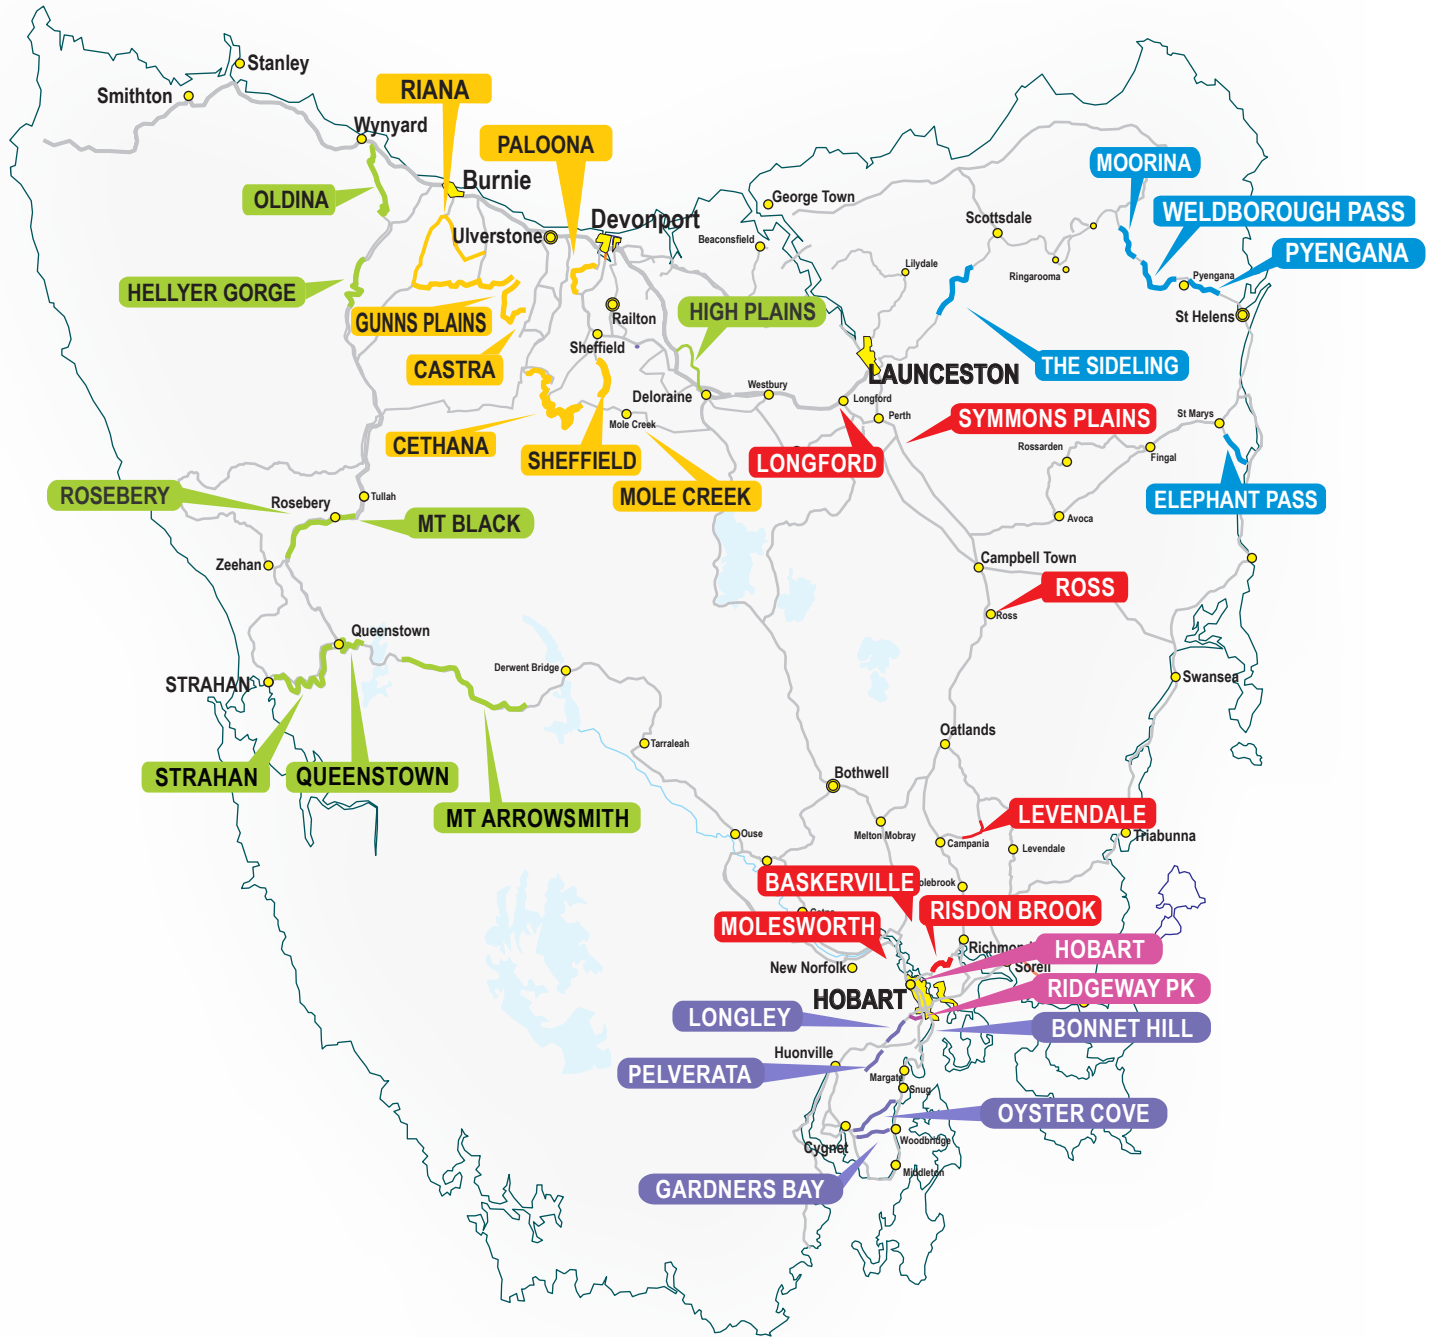 Stanley
Smithton
RIANA
Wynyard
PALOONA
MOORINA
Burnie
OLDINA
George Town
WELDBOROUGH PASS
Devonport
Scottsdale
Ulverstone
Beaconsfield
PYENGANA
Lilydale
Ringarooma
Pyengana
HELLYER GORGE
HIGH PLAINS
St Helens
GUNNS PLAINS
Railton
Sheffield
CASTRA
LAUNCESTON
THE SIDELING
Deloraine
Westbury
Longford
Perth
St Marys
SYMMONS PLAINS
Mole Creek
CETHANA
Rossarden
Fingal
SHEFFIELD
LONGFORD
MOLE CREEK
ROSEBERY
Rosebery
Tullah
ELEPHANT PASS
MT BLACK
Avoca
Zeehan
Campbell Town
ROSS
Ross
Queenstown
Derwent Bridge
STRAHAN
Swansea
Oatlands
Tarraleah
STRAHAN
QUEENSTOWN
Bothwell
MT ARROWSMITH
LEVENDALE
Ouse
Melton Mobray
Campania
Levendale
Triabunna
BASKERVILLE
olebrook
RISDON BROOK
MOLESWORTH
Richmon
HOBART
New Norfolk
Sorell
HOBART
RIDGEWAY PK
LONGLEY
BONNET HILL
Huonville
PELVERATA
Margate
Snug
OYSTER COVE
Cygnet
Woodbridge
Middleton
GARDNERS BAY